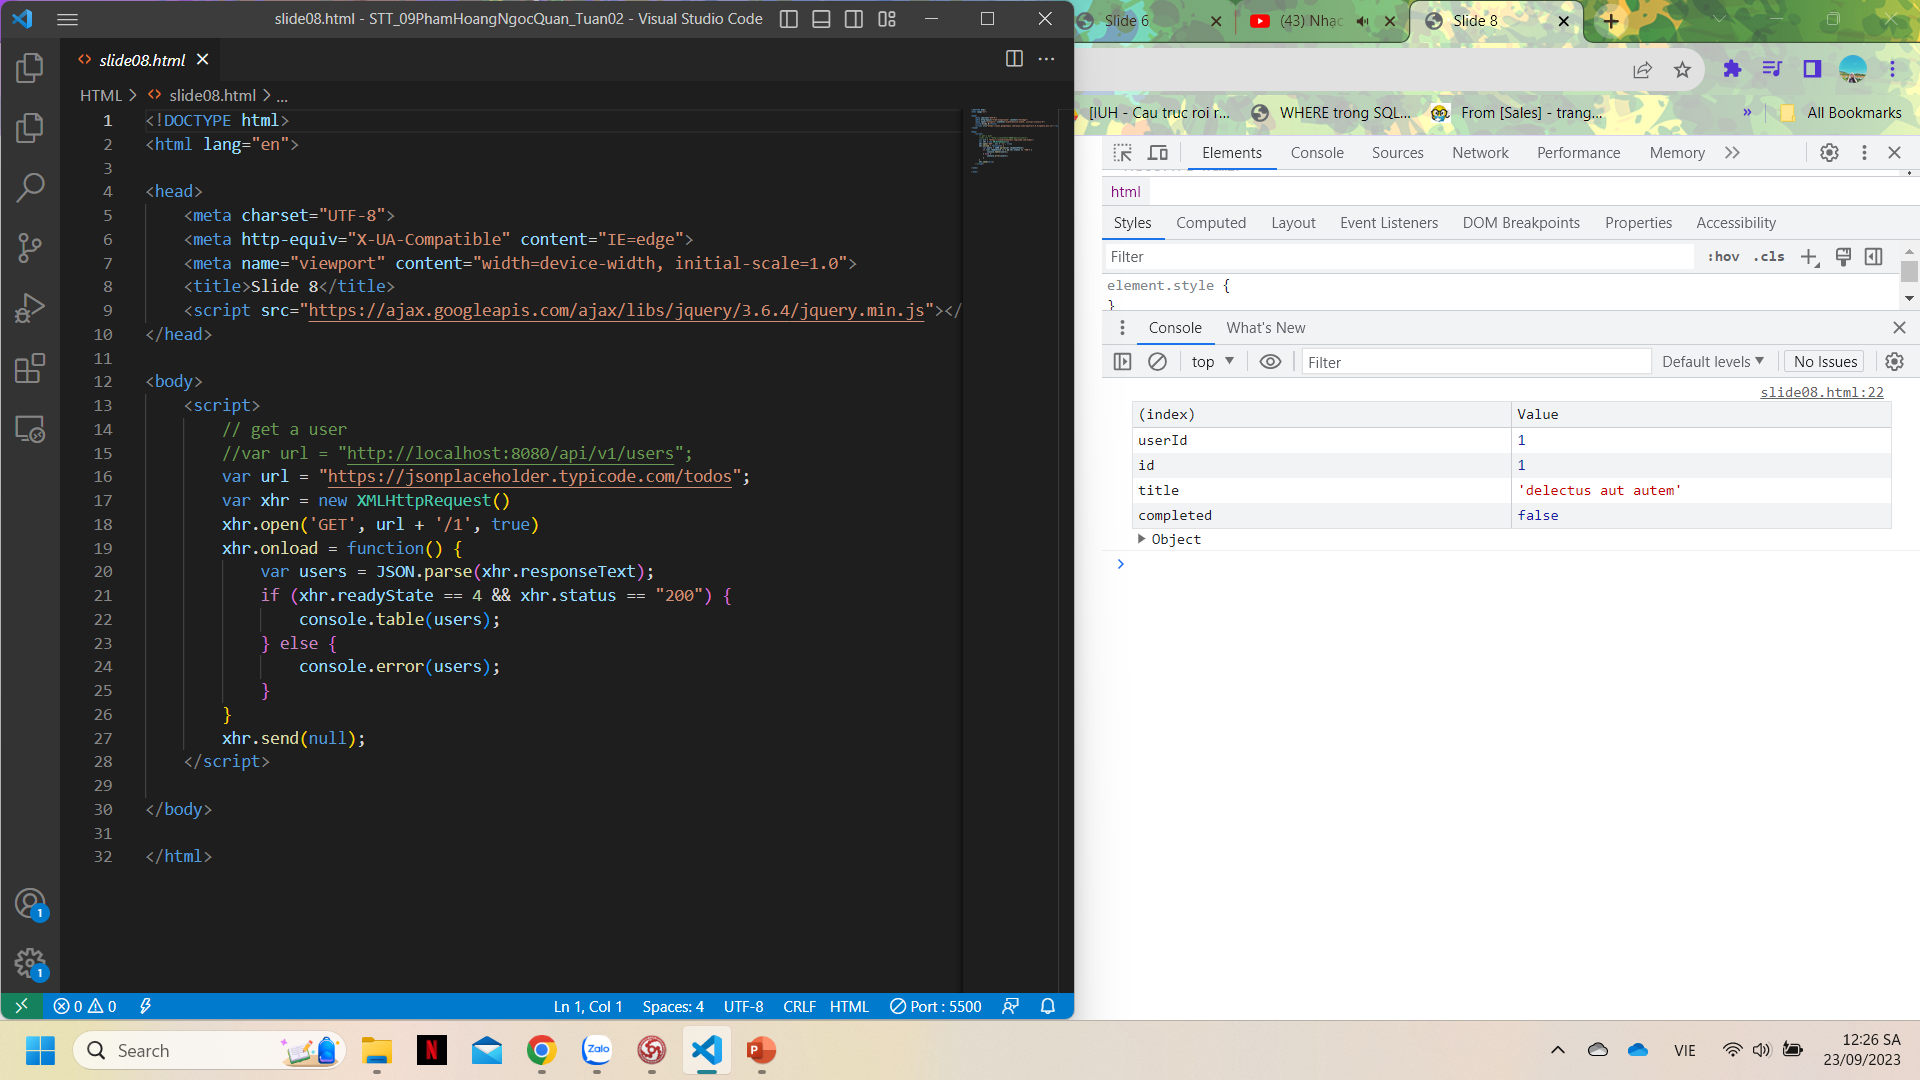 slide08.html - STT_09PhamHoangNgocQuan_Tuan02 - Visual Studio Code
slide08.html
HTML > slide08.html > ...
1 <!DOCTYPE html>
2 <html lang="en">
3
4 <head>
5 <meta charset="UTF-8">
6 <meta http-equiv="X-UA-Compatible" content="IE=edge">
7 <meta name="viewport" content="width=device-width, initial-scale=1.0">
8 <title>Slide 8</title>
9 <script src="https://ajax.googleapis.com/ajax/libs/jquery/3.6.4/jquery.min.js"></
10 </head>
11
12 <body>
13 <script>
14 // get a user
15 //var url = "http://localhost:8080/api/v1/users";
16 var url = "https://jsonplaceholder.typicode.com/todos";
17 var xhr = new XMLHttpRequest()
18 xhr.open('GET', url + '/1', true)
19 xhr.onload = function() {
20 var users = JSON.parse(xhr.responseText);
21 if (xhr.readyState == 4 && xhr.status == "200") {
22 console.table(users);
23 } else {
24 console.error(users);
25 }
26 }
27 xhr.send(null);
28 </script>
29
30 </body>
31
32 </html>
1
1
0 0
Ln 1, Col 1 Spaces: 4 UTF-8 CRLF HTML Port : 5500
Slide 6 (43) Nhạc Slide 8
[IUH - Cau truc roi r... WHERE trong SQL... From [Sales] - trang... » All Bookmarks
Elements Console Sources Network Performance Memory
html
Styles Computed Layout Event Listeners DOM Breakpoints Properties Accessibility
Filter :hov .cls
element.style {
}
Console What's New
top Filter Default levels No Issues
slide08.html:22
(index) Value
userId 1
id 1
title 'delectus aut autem'
completed false
Object
Search
Zalo
VIE
12:26 SA
23/09/2023